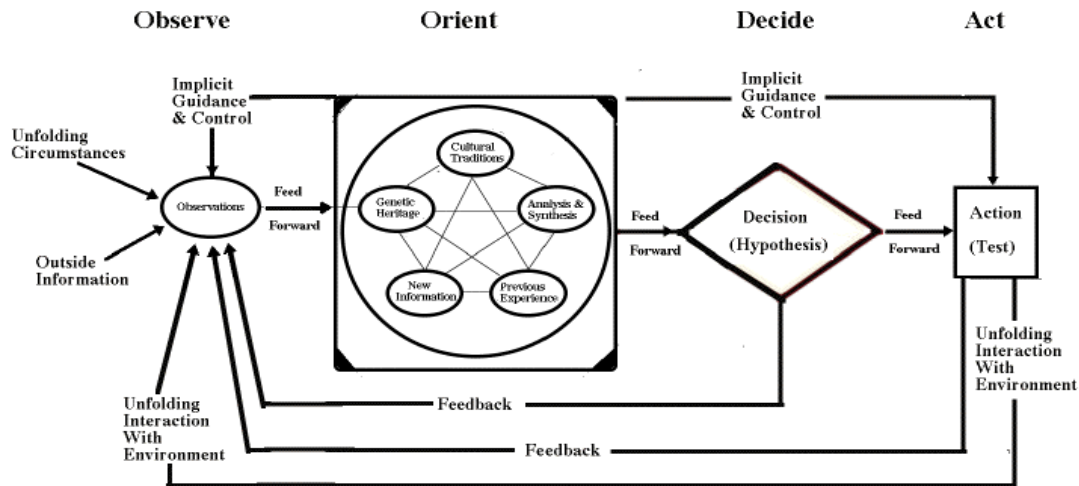 Observe
Orient
Decide
Act
Implicit
Guidance
& Control
Unfolding
Circumstances
Observations
Outside
Information
Feed
Forward
Cultural
Traditions
Genetic
Heritage
Annalysis &
Synthesis
New
Information
Previous
Experience
Feed
Forward
Decision
(Hypothesis)
Implicit
Guidance
& Control
Feed
Forward
Action
(Test)
Unfolding
Interaction
With
Environment
Feedback
Unfolding
Interaction
With
Environment
Feedback